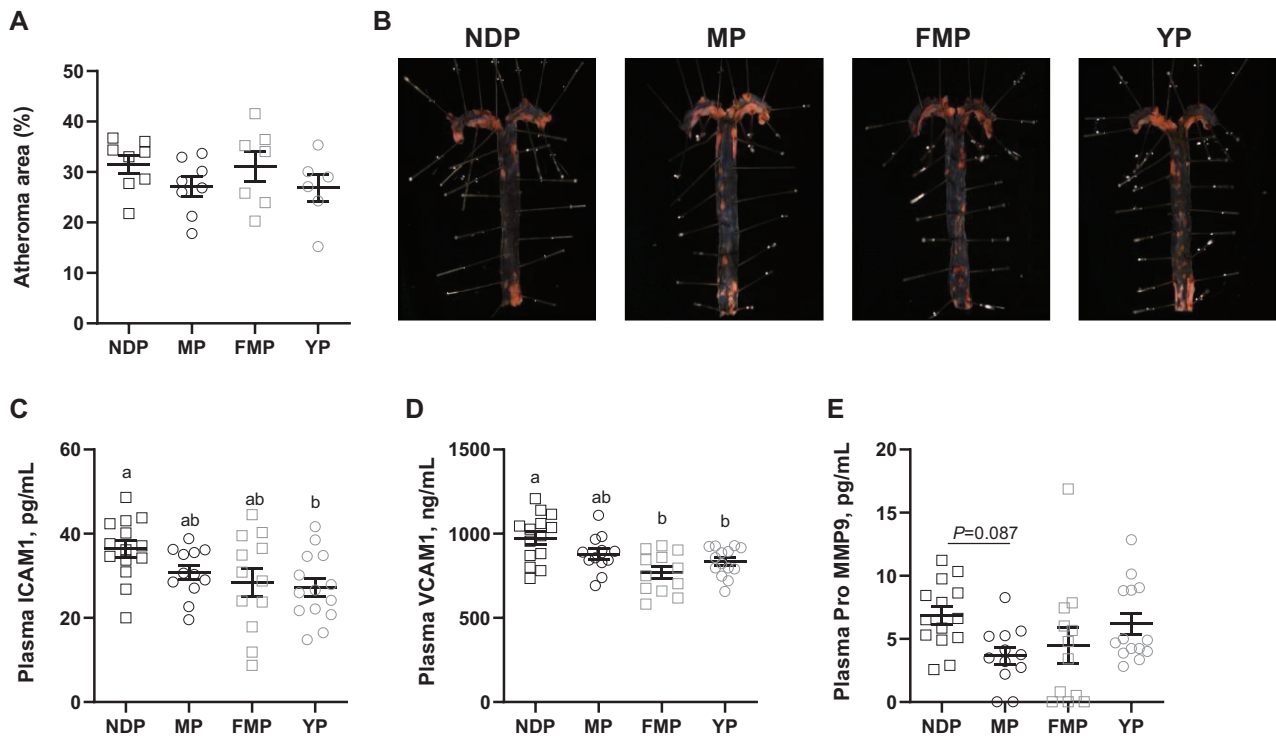 A
Atheroma area (%)
50
40
30
20
10
0
NDP MP FMP YP
B
NDP MP FMP YP
C
Plasma ICAM1, pg/mL
60
40
20
0
a
ab
ab
b
NDP MP FMP YP
D
Plasma VCAM1, ng/mL
1500
1000
500
0
a
ab
b
b
NDP MP FMP YP
E
Plasma Pro MMP9, pg/mL
20
15
10
5
0
P=0.087
NDP MP FMP YP